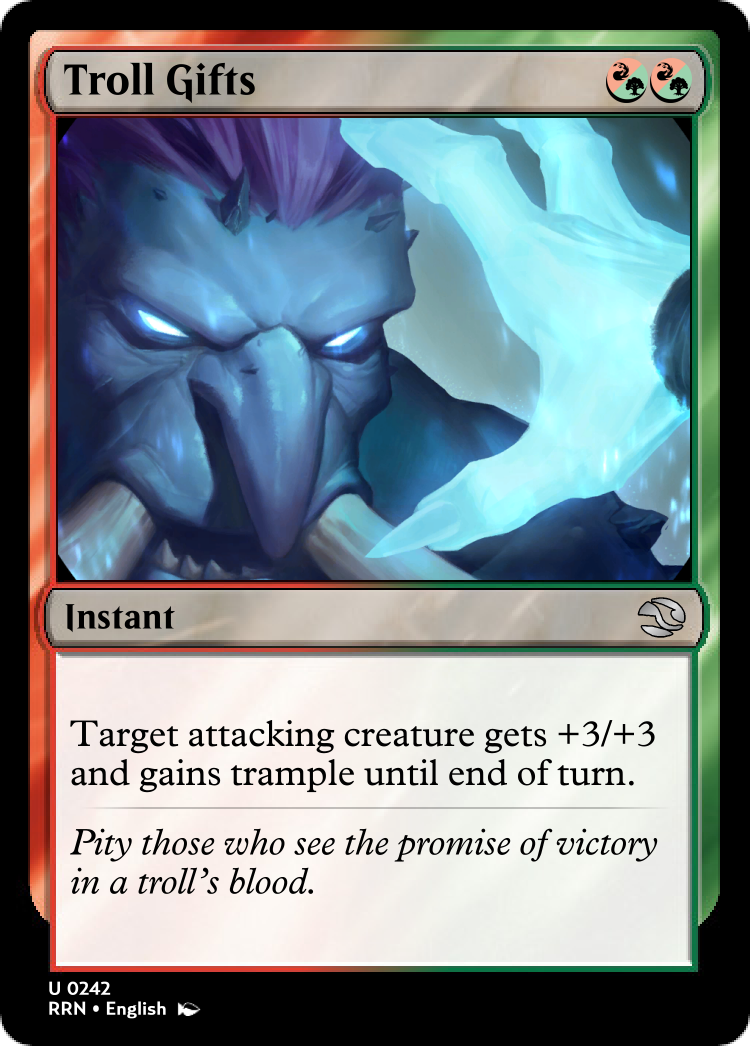 Troll Gifts
Instant
Target attacking creature gets +3/+3
and gains trample until end of turn.
Pity those who see the promise of victory
in a troll's blood.
U 0242
RRN • English